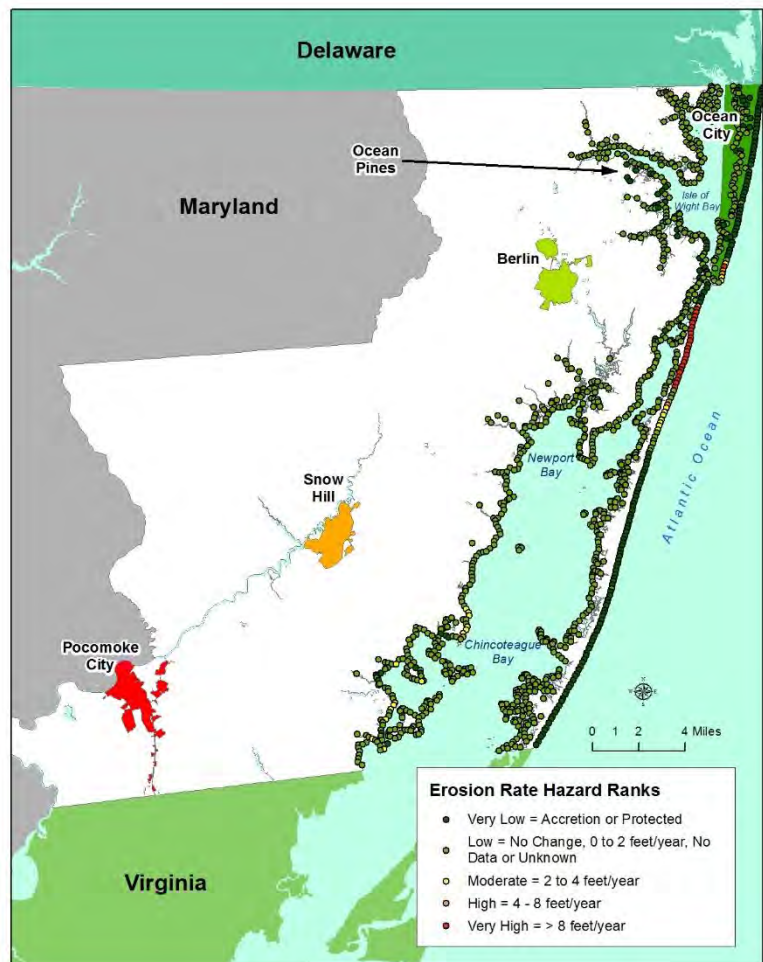 Delaware
Ocean
City
Ocean
Pines
Isle of
Wight Bay
Maryland
Berlin
Newport
Bay
Snow
Hill
Atlantic Ocean
Pocomoke
City
Chincoteague
Bay
0 2 4 Miles
Virginia
Erosion Rate Hazard Ranks
Very Low = Accretion or Protected
Low = No Change, 0 to 2 feet/year, No
Data or Unknown
Moderate = 2 to 4 feet/year
High = 4 - 8 feet/year
Very High = > 8 feet/year